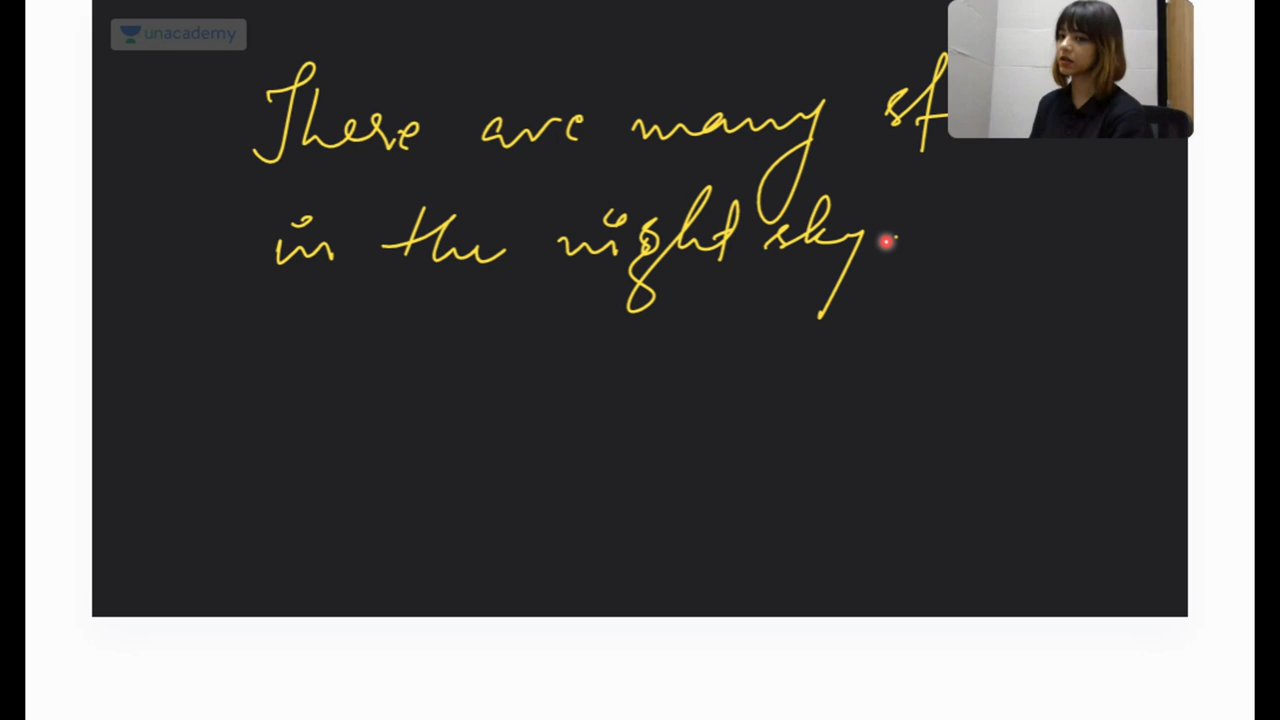 unacademy
There are many st
in the night sky.